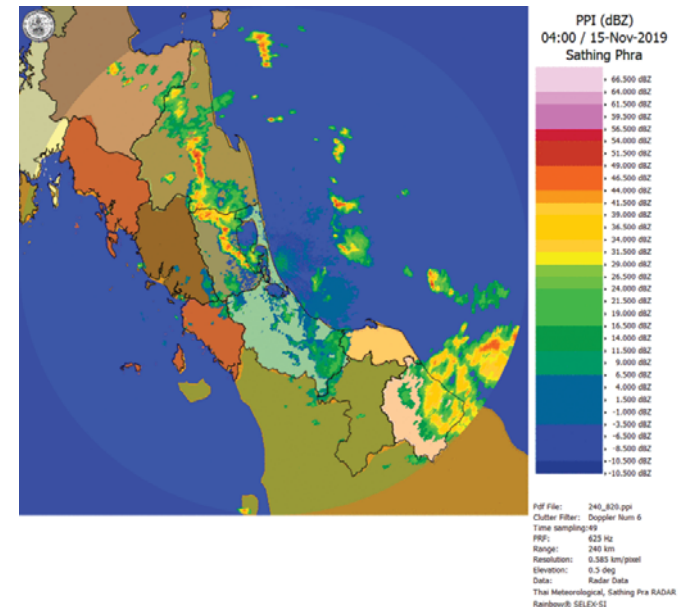 PPI (dBZ)
04:00 / 15-Nov-2019
Sathing Phra
66.500 dBZ
64.000 dBZ
61.500 dBZ
59.300 dBZ
56.500 dBZ
54.000 dBZ
51.500 dBZ
49.000 dBZ
46.500 dBZ
44.000 dBZ
41.500 dBZ
39.000 dBZ
36.500 dBZ
34.000 dBZ
31.500 dBZ
29.000 dBZ
26.500 dBZ
24.000 dBZ
21.500 dBZ
19.000 dBZ
16.500 dBZ
14.000 dBZ
11.500 dBZ
9.000 dBZ
6.500 dBZ
4.000 dBZ
1.500 dBZ
-1.000 dBZ
-3.500 dBZ
-6.500 dBZ
-8.500 dBZ
-10.500 dBZ
-10.500 dBZ
Pdf File: 240_820.ppi
Clutter Filter: Doppler Num 6
Time sampling:49
PRF: 625 Hz
Range: 240 km
Resolution: 0.585 km/pixel
Elevation: 0.5 deg
Data: Radar Data
Thai Meteorological, Sathing Pra RADAR
Rainbow® SELEX-SI